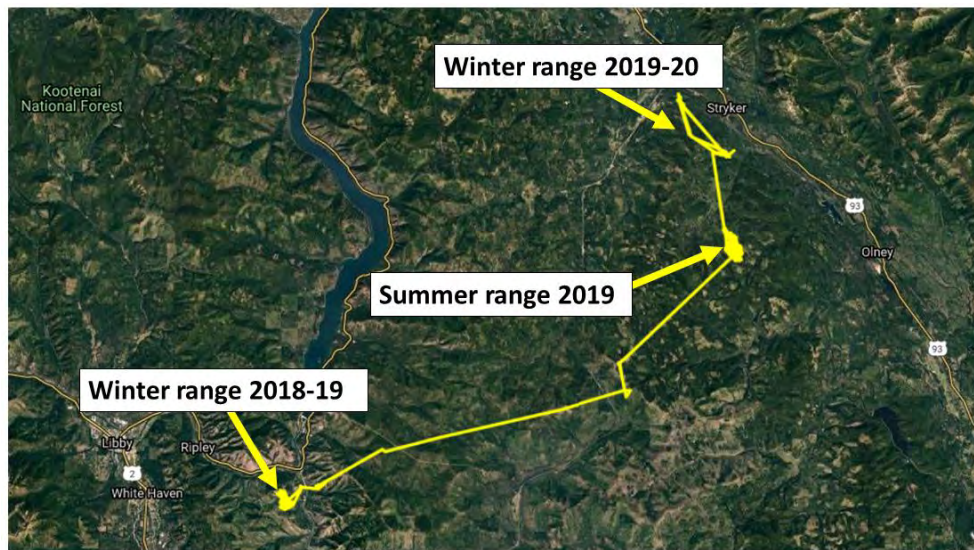 Winter range 2019-20
Kootenai
National Forest
Stryker
93
Olney
Summer range 2019
93
Winter range 2018-19
Libby
Ripley
2
White Haven